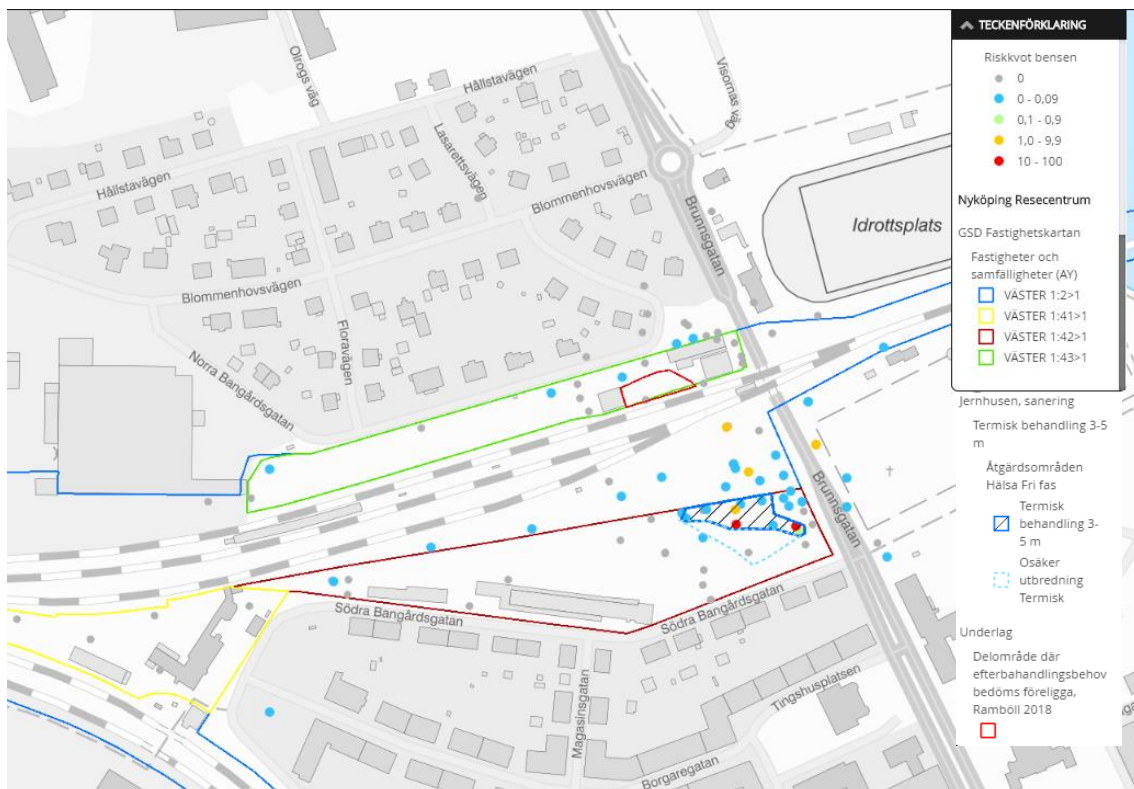 TECKENFÖRKLARING
Riskkvot bensen
0
0 - 0,09
0,1 - 0,9
1,0 - 9,9
10 - 100
Nyköping Resecentrum
GSD Fastighetskartan
Fastigheter och
samfälligheter (AY)
VÄSTER 1:2>1
VÄSTER 1:41>1
VÄSTER 1:42>1
VÄSTER 1:43>1
Jernhusen, sanering
Termisk behandling 3-5
m
Åtgärdsområden
Hälsa Fri fas
Termisk
behandling 3-
5 m
Osäker
utbredning
Termisk
Underlag
Delområde där
efterbahandlingsbehov
bedöms föreligga,
Ramböll 2018
Olrogs väg
Hållstavägen
Visornas väg
Lasarettsvägen
Hållstavägen
Blommenhovsvägen
Brunnsgatan
Idrottsplats
Blommenhovsvägen
Floravägen
Norra Bangårdsgatan
Brunnsgatan
Södra Bangårdsgatan
Södra Bangårdsgatan
Magasinsgatan
Tingshusplatsen
Borgaregatan